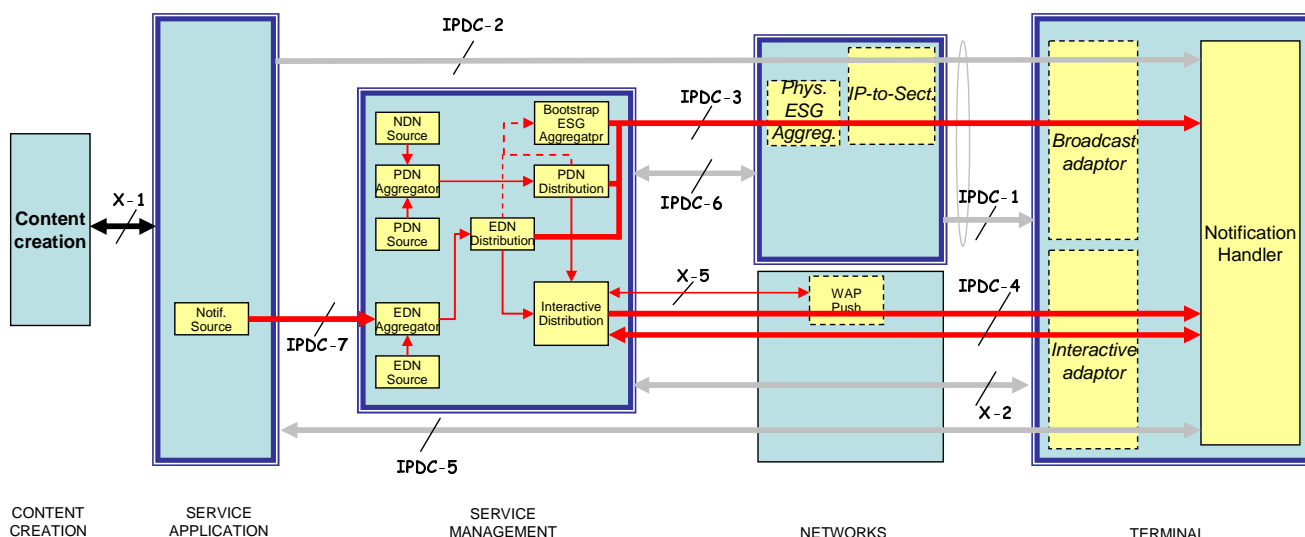 IPDC-2
Phys.
ESG
Aggreg.
IP-to-Sect.
IPDC-3
NDN
Source
Bootstrap
ESG
Aggregatpr
PDN
Aggregator
PDN
Distribution
PDN
Source
EDN
Distribution
IPDC-6
Broadcast
adaptor
IPDC-1
Content
creation
X-1
Notification
Handler
Notif.
Source
IPDC-7
EDN
Aggregator
EDN
Source
Interactive
Distribution
X-5
WAP
Push
IPDC-4
Interactive
adaptor
X-2
IPDC-5
CONTENT
CREATION
SERVICE
APPLICATION
SERVICE
MANAGEMENT
NETWORKS
TERMINAL